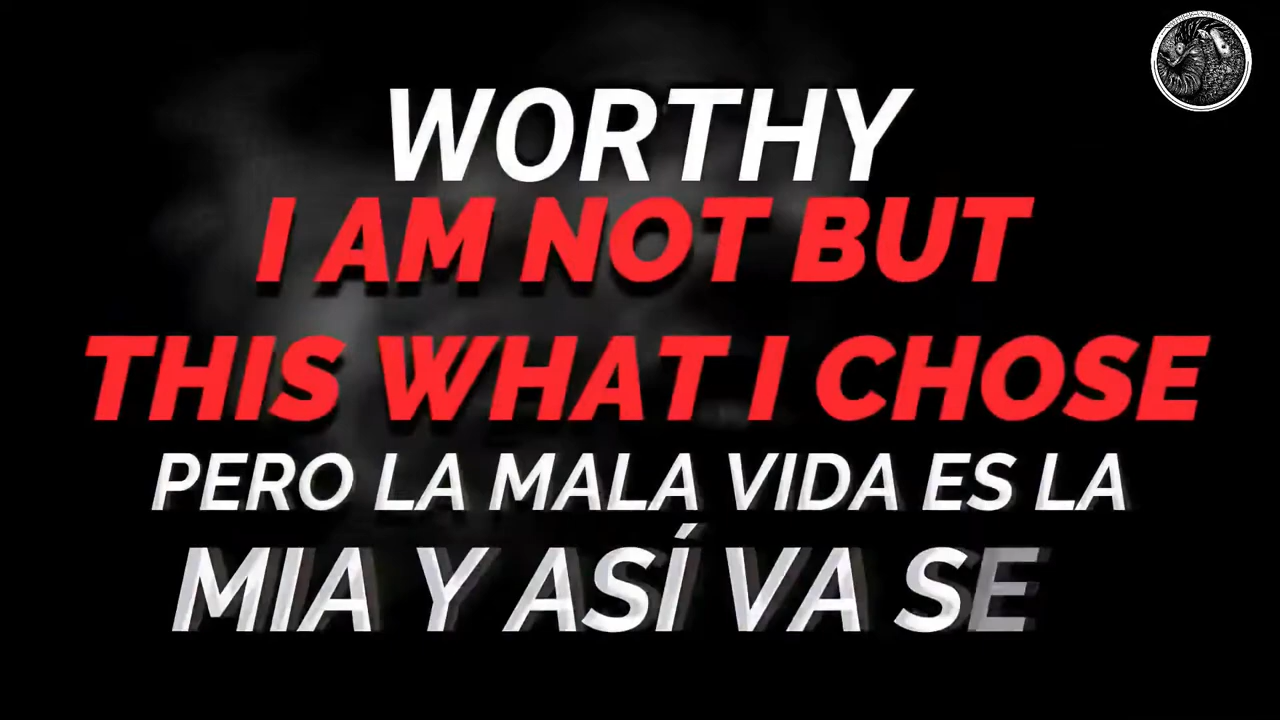 WORTHY
I AM NOT BUT
THIS WHAT I CHOSE
PERO LA MALA VIDA ES LA
MIA Y ASÍ VA SE